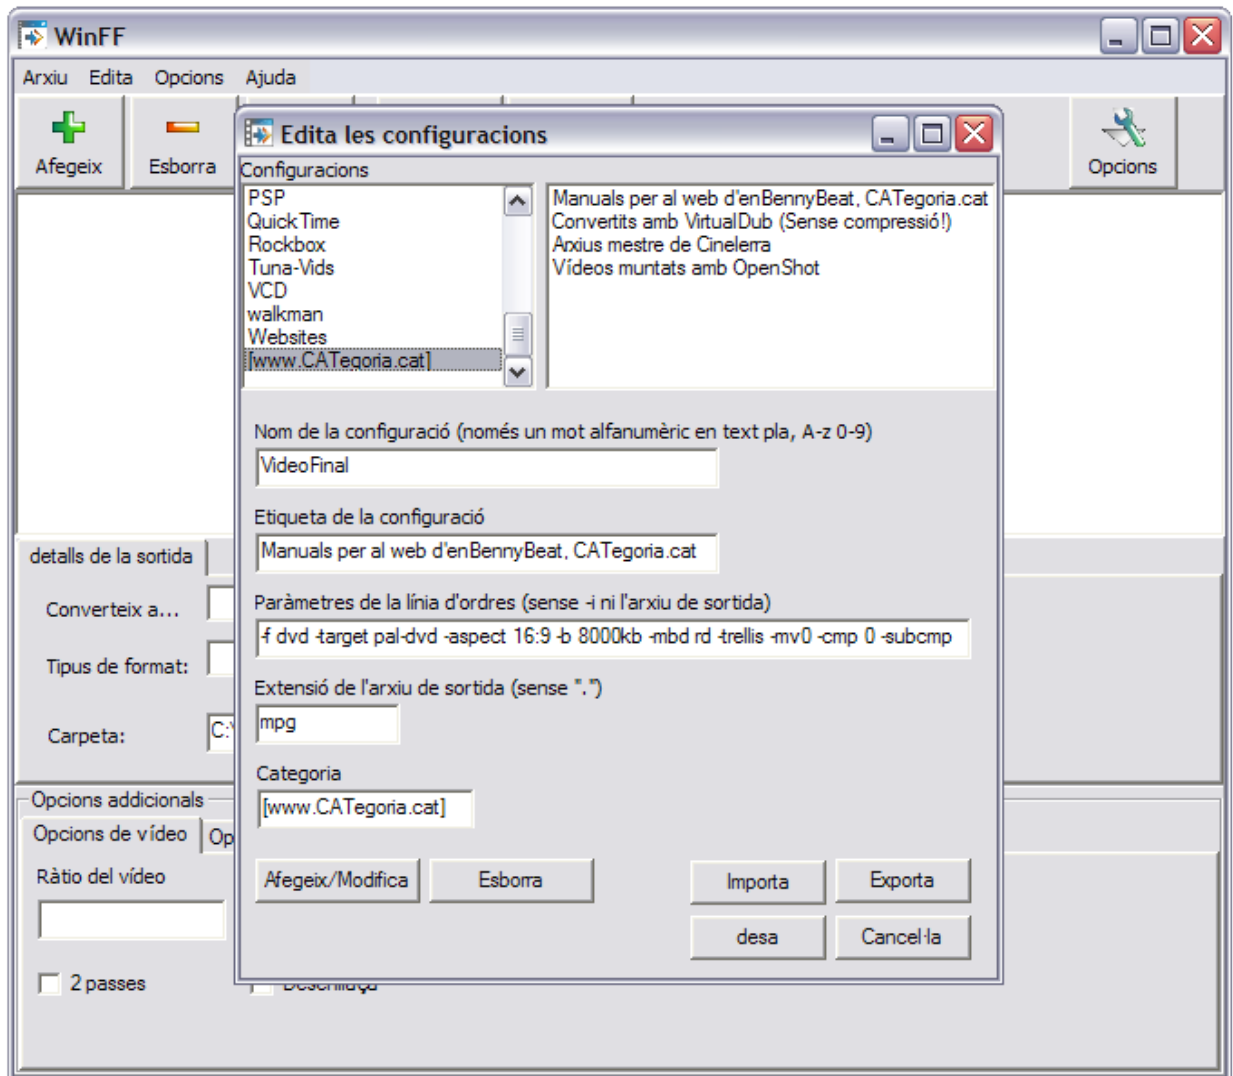 WinFF
Arxiu Edita Opcions Ajuda
Afegeix Esborra Opcions
Edita les configuracions
Configuracions
PSP
QuickTime
Rockbox
Tuna-Vids
VCD
walkman
Websites
[www.CATegoria.cat]
Manuals per al web d'enBennyBeat, CATegoria.cat
Convertits amb VirtualDub (Sense compressió!)
Arxius mestre de Cinelerra
Vídeos muntats amb OpenShot
Nom de la configuració (només un mot alfanumèric en text pla, A-z 0-9)
VideoFinal
Etiqueta de la configuració
Manuals per al web d'enBennyBeat, CATegoria.cat
Paràmetres de la línia d'ordres (sense -i ni l'arxiu de sortida)
-f dvd -target pal-dvd -aspect 16:9 -b 8000kb -mbd rd -trellis -mv0 -cmp 0 -subcmp
Extensió de l'arxiu de sortida (sense ".")
mpg
Categoria
[www.CATegoria.cat]
Afegeix/Modifica Esborra Importa Exporta
desa Cancel·la
detalls de la sortida
Converteix a...
Tipus de format:
Carpeta: C:\
Opcions addicionals
Opcions de vídeo Op
Ràtio del vídeo
2 passes